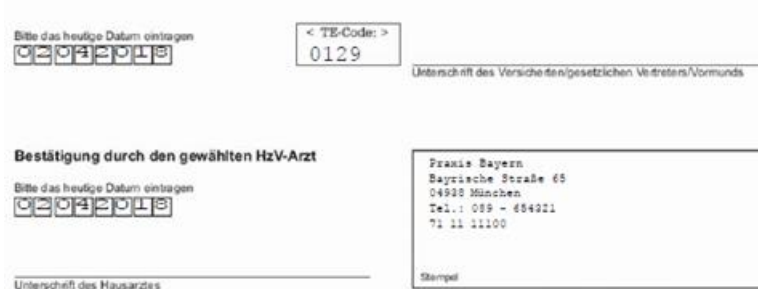 Bitte das heutige Datum eintragen
02042018
< TE-Code: >
0129
Unterschrift des Versicherten/gesetzlichen Vertreters/Vormunds
Bestätigung durch den gewählten HzV-Arzt
Bitte das heutige Datum eintragen
02042018
Praxis Bayern
Bayrische Straße 65
04938 München
Tel.: 089 - 654321
71 11 11100
Stempel
Unterschrift des Hausarztes